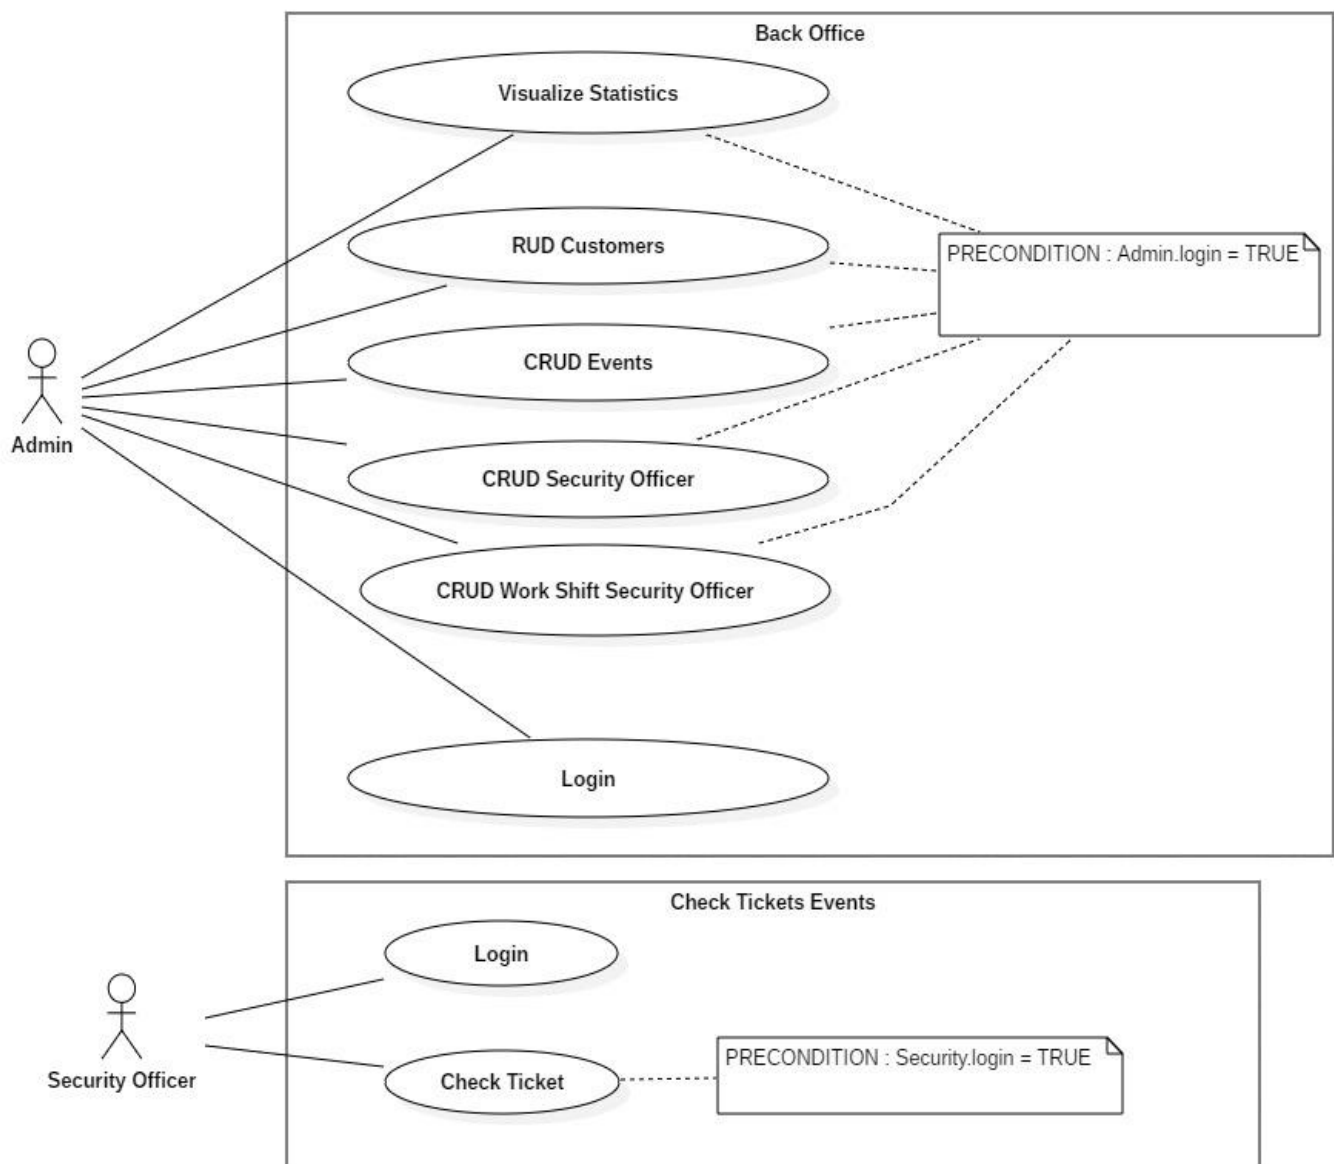 Back Office
Visualize Statistics
RUD Customers
PRECONDITION : Admin.login = TRUE
CRUD Events
Admin
CRUD Security Officer
CRUD Work Shift Security Officer
Login
Check Tickets Events
Login
Security Officer
Check Ticket
PRECONDITION : Security.login = TRUE